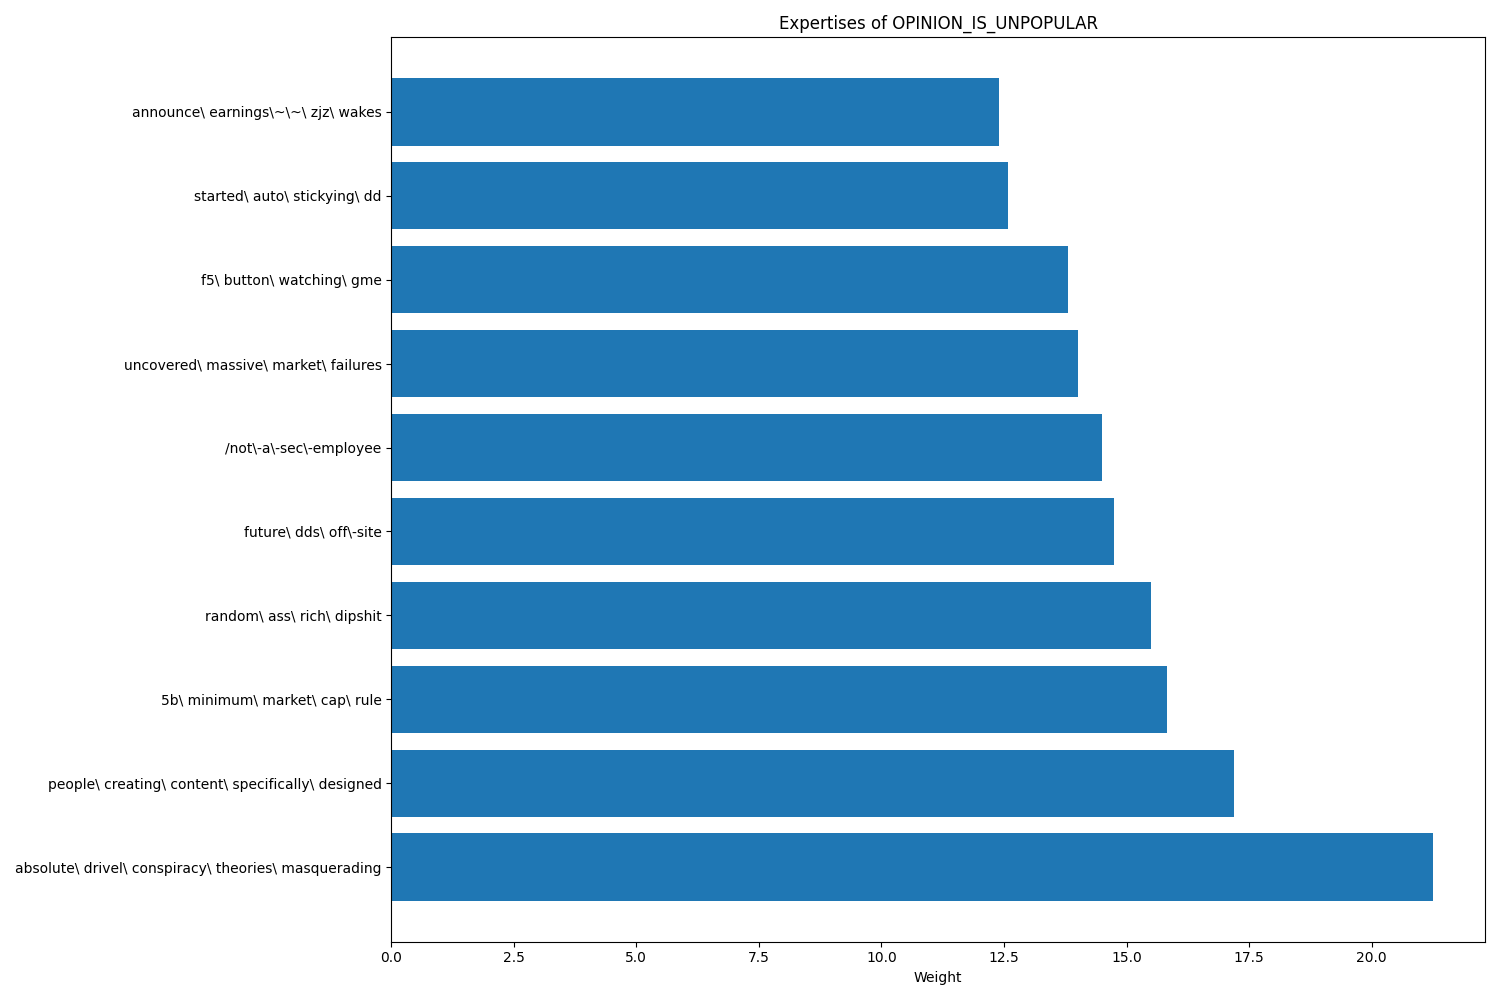 Expertises of OPINION_IS_UNPOPULAR
announce\ earnings\~\~\ zjz\ wakes
started\ auto\ stickying\ dd
f5\ button\ watching\ gme
uncovered\ massive\ market\ failures
/not\-a\-sec\-employee
future\ dds\ off\-site
random\ ass\ rich\ dipshit
5b\ minimum\ market\ cap\ rule
people\ creating\ content\ specifically\ designed
absolute\ drivel\ conspiracy\ theories\ masquerading
0.0 2.5 5.0 7.5 10.0 12.5 15.0 17.5 20.0
Weight